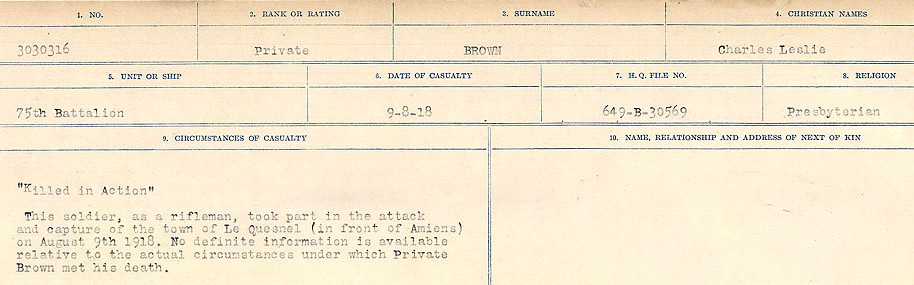 1. NO. 2. RANK OR RATING 3. SURNAME 4. CHRISTIAN NAMES
3030316 Private BROWN Charles Leslie
5. UNIT OR SHIP 6. DATE OF CASUALTY 7. H.Q. FILE NO. 8. RELIGION
75th Battalion 9-8-18 649-B-30569 Presbyterian
9. CIRCUMSTANCES OF CASUALTY 10. NAME, RELATIONSHIP AND ADDRESS OF NEXT OF KIN
"Killed in Action"
This soldier, as a rifleman, took part in the attack
and capture of the town of Le Quesnel (in front of Amiens)
on August 9th 1918. No definite information is available
relative to the actual circumstances under which Private
Brown met his death.